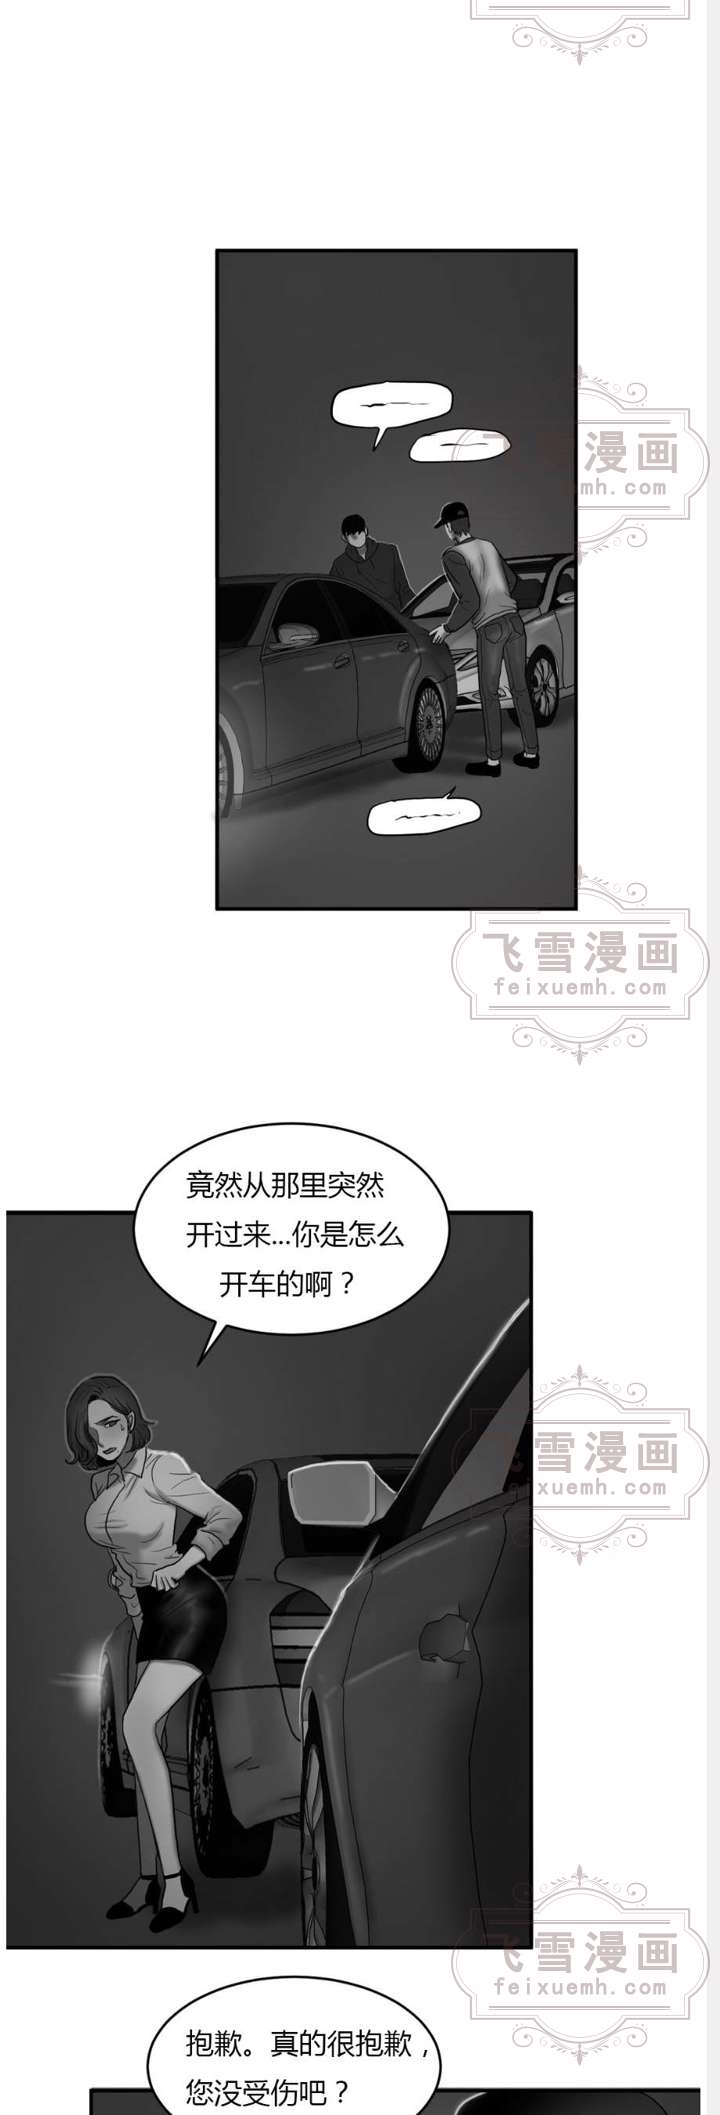 飞雪漫画
feixuemh.com
飞雪漫画
feixuemh.com
竟然从那里突然
开过来...你是怎么
开车的啊？
飞雪漫画
feixuemh.com
飞雪漫画
feixuemh.com
抱歉。真的很抱歉，
您没受伤吧？